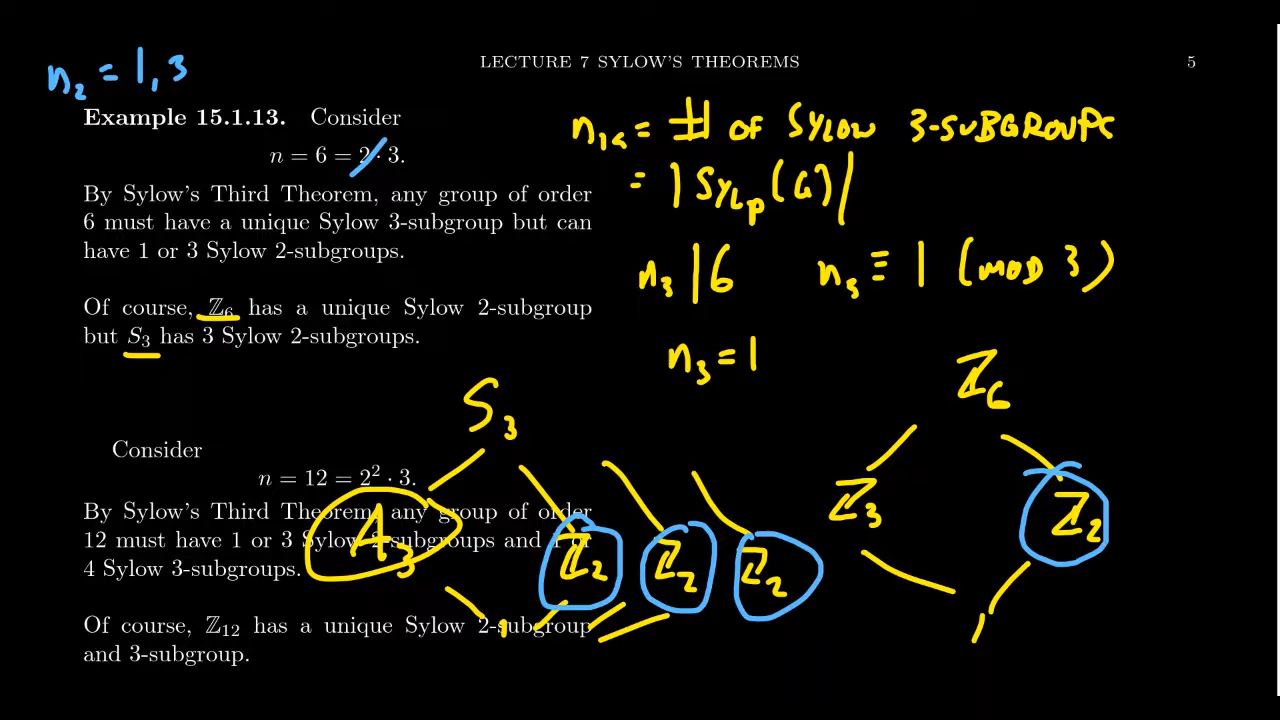 n₂ = 1, 3
LECTURE 7 SYLOW'S THEOREMS 5
Example 15.1.13. Consider
n = 6 = 2 · 3.
By Sylow's Third Theorem, any group of order
6 must have a unique Sylow 3-subgroup but can
have 1 or 3 Sylow 2-subgroups.
Of course, ℤ₆ has a unique Sylow 2-subgroup
but S₃ has 3 Sylow 2-subgroups.
= # OF SYLOW 3-SUBGROUPS
= |SYLₚ(G)|
n₃ | 6 n₃ ≡ 1 (MOD 3)
n₃ = 1
S₃ ℤ₆
A₃ ℤ₂ ℤ₂ ℤ₂ ℤ₃ ℤ₂
1 1
Consider
n = 12 = 2² · 3.
By Sylow's Third Theorem, any group of order
12 must have 1 or 3 Sylow 2-subgroups and 1 or
4 Sylow 3-subgroups.
Of course, ℤ₁₂ has a unique Sylow 2-subgroup
and 3-subgroup.